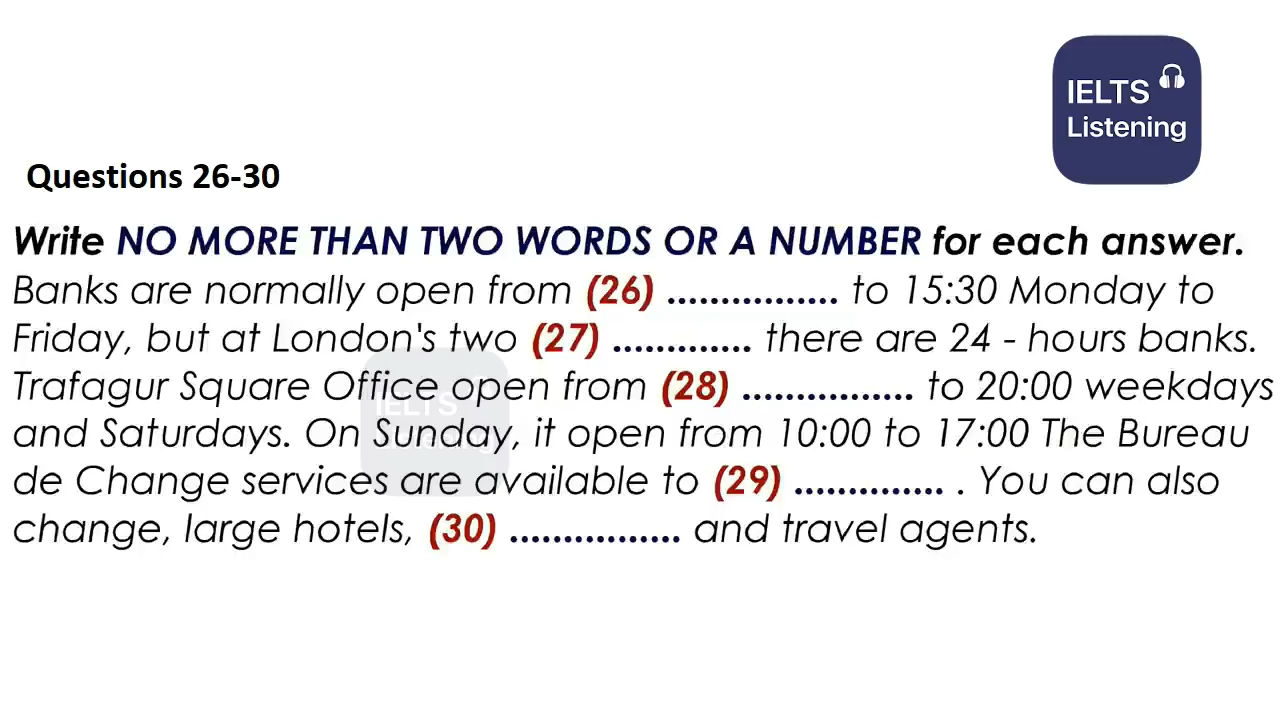 IELTS
Listening
Questions 26-30
Write NO MORE THAN TWO WORDS OR A NUMBER for each answer.
Banks are normally open from (26) ................ to 15:30 Monday to
Friday, but at London's two (27) ............. there are 24 - hours banks.
Trafagur Square Office open from (28) ................ to 20:00 weekdays
and Saturdays. On Sunday, it open from 10:00 to 17:00 The Bureau
de Change services are available to (29) .............. . You can also
change, large hotels, (30) ................ and travel agents.
IELTS
Listening